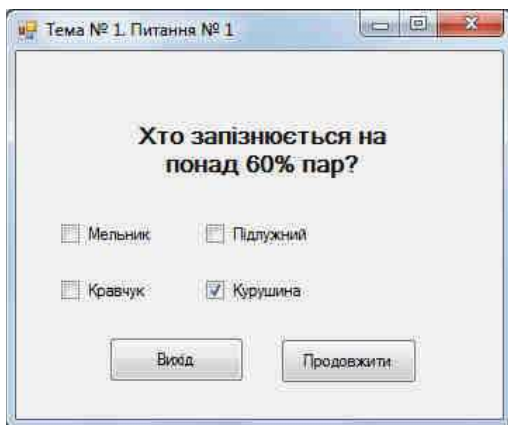 Тема № 1. Питання № 1
Хто запізнюється на
понад 60% пар?
Мельник
Підлужний
Кравчук
Курушина
Вихід
Продовжити